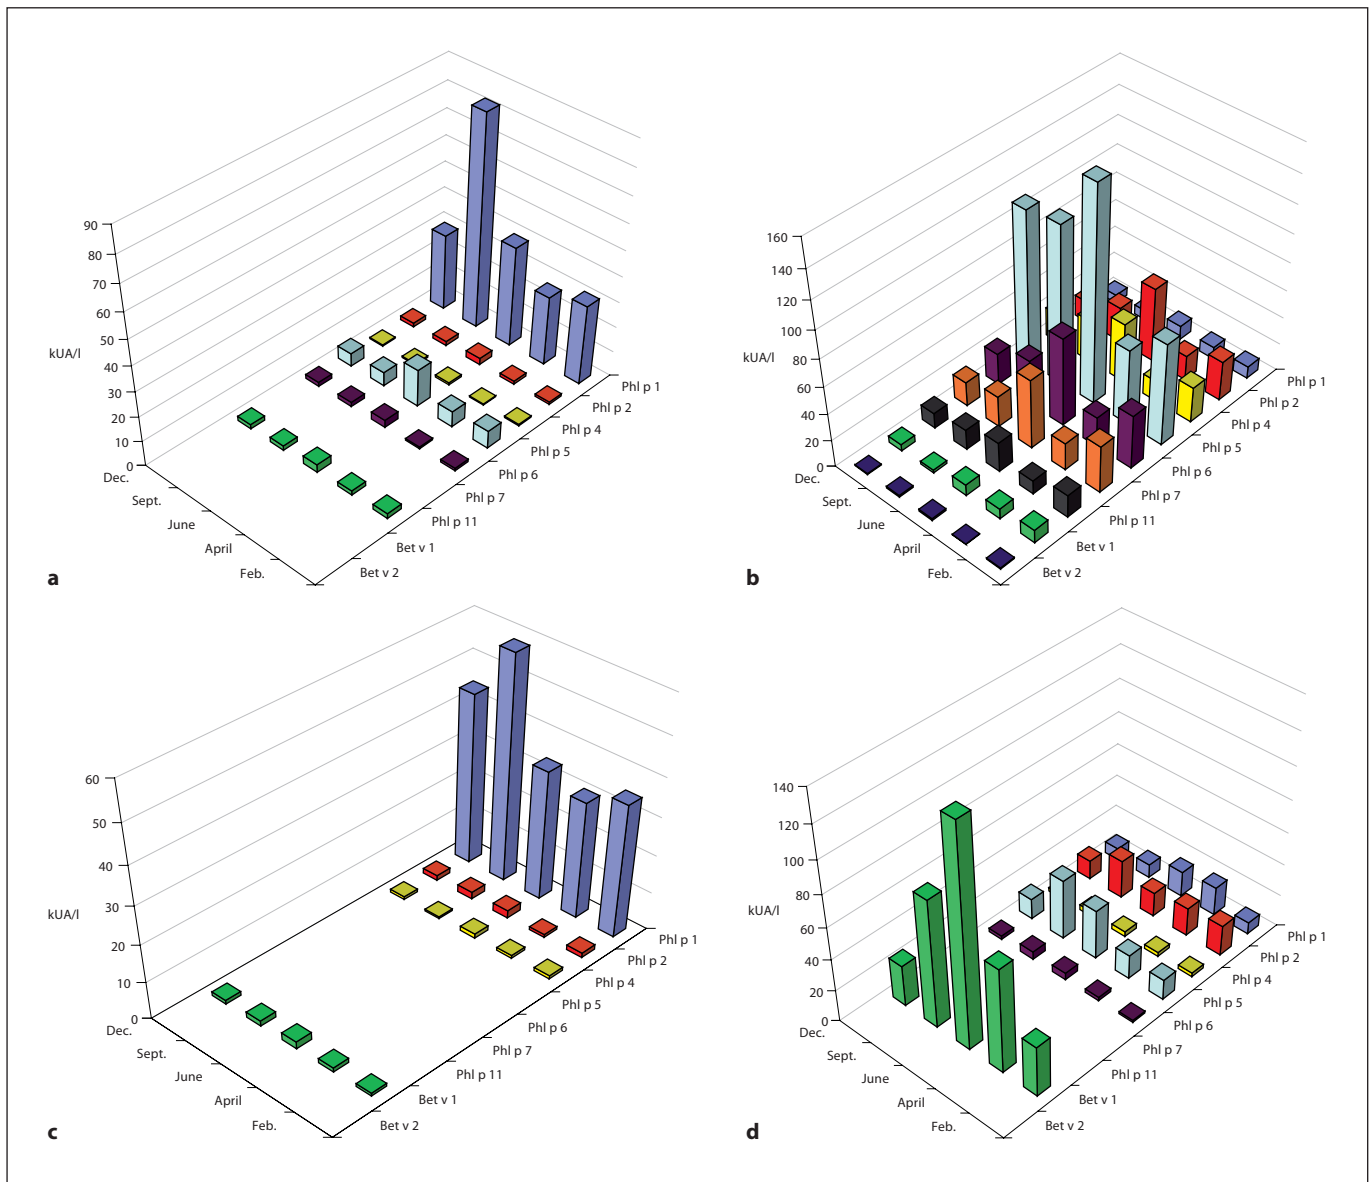 90
80
70
60
50
40
30
20
10
0
kUA/l
Dec.
Sept.
June
April
Feb.
Phl p 1
Phl p 2
Phl p 4
Phl p 5
Phl p 6
Phl p 7
Phl p 11
Bet v 1
Bet v 2
a
160
140
120
100
80
60
40
20
0
kUA/l
Dec.
Sept.
June
April
Feb.
Phl p 1
Phl p 2
Phl p 4
Phl p 5
Phl p 6
Phl p 7
Phl p 11
Bet v 1
Bet v 2
b
60
50
40
30
20
10
0
kUA/l
Dec.
Sept.
June
April
Feb.
Phl p 1
Phl p 2
Phl p 4
Phl p 5
Phl p 6
Phl p 7
Phl p 11
Bet v 1
Bet v 2
c
140
120
100
80
60
40
20
0
kUA/l
Dec.
Sept.
June
April
Feb.
Phl p 1
Phl p 2
Phl p 4
Phl p 5
Phl p 6
Phl p 7
Phl p 11
Bet v 1
Bet v 2
d